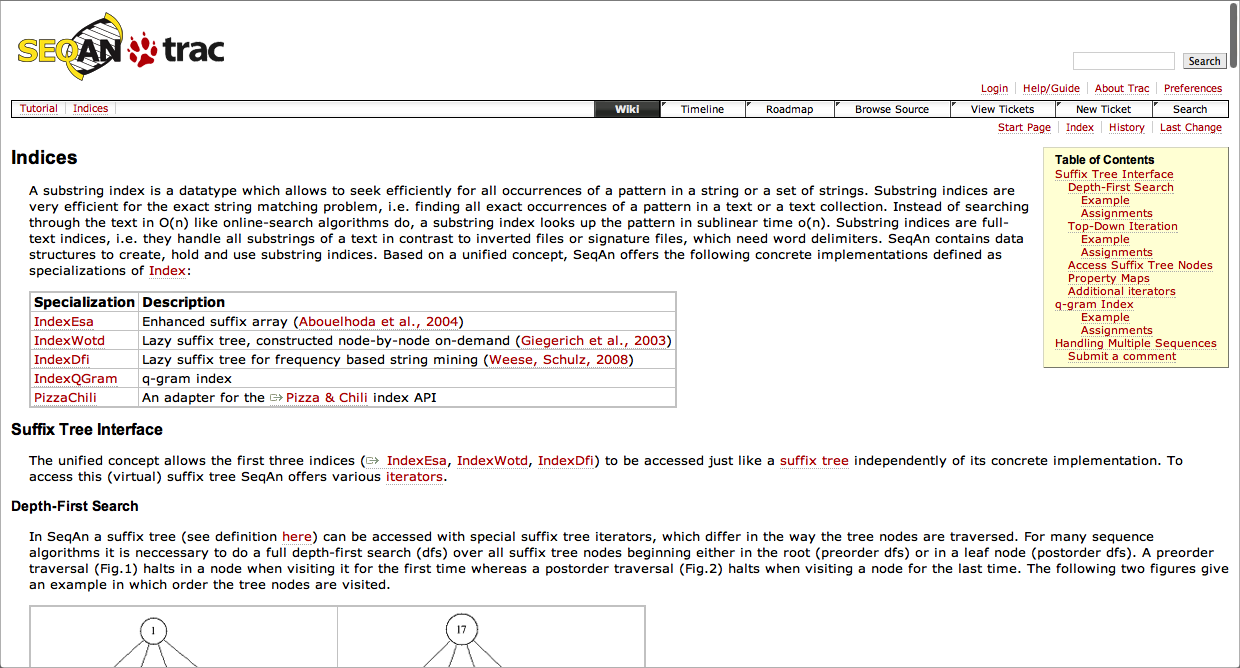 SEQAN trac
Search
Login Help/Guide About Trac Preferences
Tutorial Indices Wiki Timeline Roadmap Browse Source View Tickets New Ticket Search
Start Page Index History Last Change
Indices
A substring index is a datatype which allows to seek efficiently for all occurrences of a pattern in a string or a set of strings. Substring indices are
very efficient for the exact string matching problem, i.e. finding all exact occurrences of a pattern in a text or a text collection. Instead of searching
through the text in O(n) like online-search algorithms do, a substring index looks up the pattern in sublinear time o(n). Substring indices are full-
text indices, i.e. they handle all substrings of a text in contrast to inverted files or signature files, which need word delimiters. SeqAn contains data
structures to create, hold and use substring indices. Based on a unified concept, SeqAn offers the following concrete implementations defined as
specializations of Index:
Table of Contents
Suffix Tree Interface
Depth-First Search
Example
Assignments
Top-Down Iteration
Example
Assignments
Access Suffix Tree Nodes
Property Maps
Additional iterators
q-gram Index
Example
Assignments
Handling Multiple Sequences
Submit a comment
Specialization Description
IndexEsa Enhanced suffix array (Abouelhoda et al., 2004)
IndexWotd Lazy suffix tree, constructed node-by-node on-demand (Giegerich et al., 2003)
IndexDfi Lazy suffix tree for frequency based string mining (Weese, Schulz, 2008)
IndexQGram q-gram index
PizzaChili An adapter for the Pizza & Chili index API
Suffix Tree Interface
The unified concept allows the first three indices ( IndexEsa, IndexWotd, IndexDfi) to be accessed just like a suffix tree independently of its concrete implementation. To
access this (virtual) suffix tree SeqAn offers various iterators.
Depth-First Search
In SeqAn a suffix tree (see definition here) can be accessed with special suffix tree iterators, which differ in the way the tree nodes are traversed. For many sequence
algorithms it is neccessary to do a full depth-first search (dfs) over all suffix tree nodes beginning either in the root (preorder dfs) or in a leaf node (postorder dfs). A preorder
traversal (Fig.1) halts in a node when visiting it for the first time whereas a postorder traversal (Fig.2) halts when visiting a node for the last time. The following two figures give
an example in which order the tree nodes are visited.
1 17